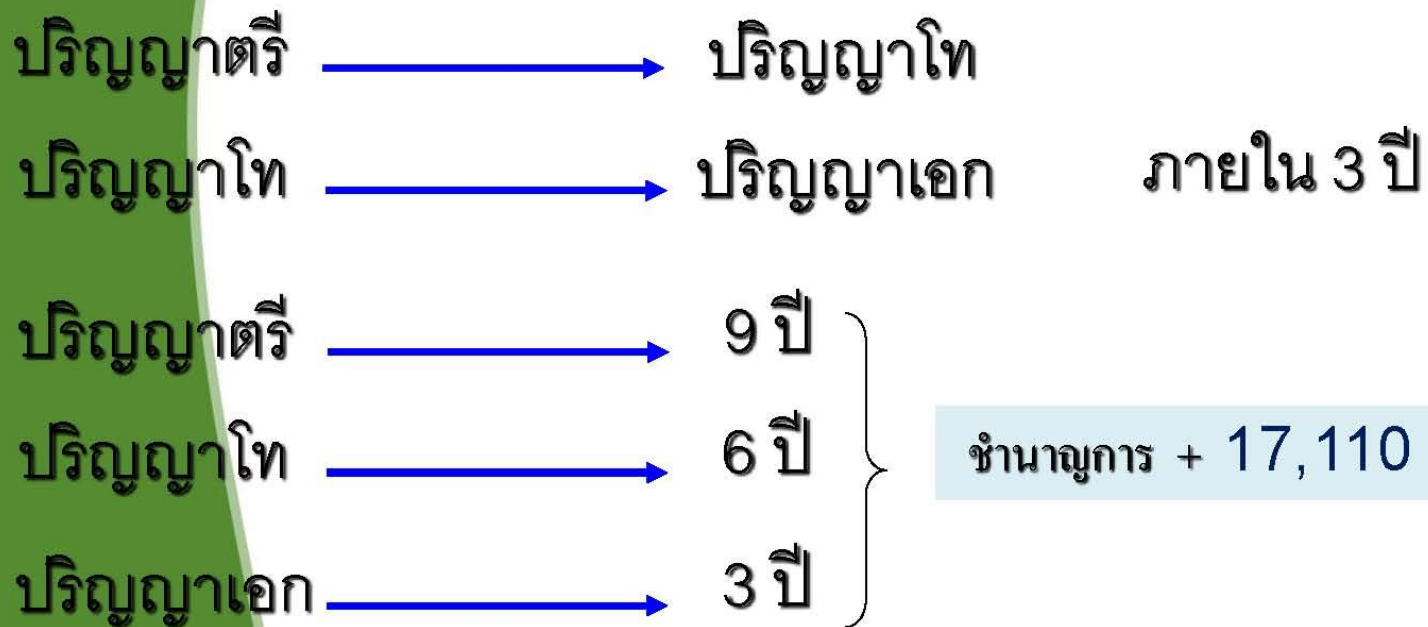 ปริญญาตรี ปริญญาโท
ปริญญาโท ปริญญาเอก ภายใน 3 ปี
ปริญญาตรี 9 ปี
ปริญญาโท 6 ปี ชำนาญการ + 17,110
ปริญญาเอก 3 ปี